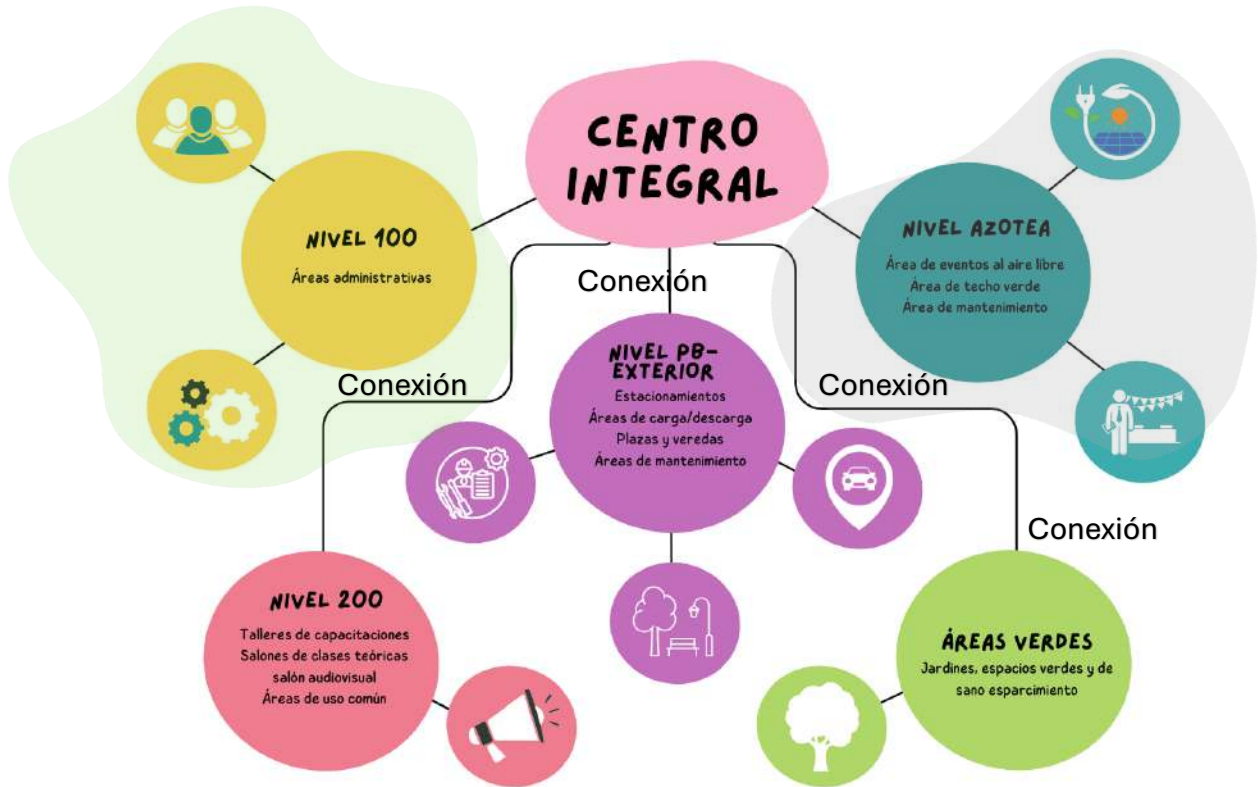 CENTRO
INTEGRAL
NIVEL 100
Áreas administrativas
NIVEL AZOTEA
Área de eventos al aire libre
Área de techo verde
Área de mantenimiento
Conexión
NIVEL PB-
EXTERIOR
Estacionamientos
Áreas de carga/descarga
Plazas y veredas
Áreas de mantenimiento
Conexión
Conexión
Conexión
NIVEL 200
Talleres de capacitaciones
Salones de clases teóricas
salón audiovisual
Áreas de uso común
ÁREAS VERDES
Jardines, espacios verdes y de
sano esparcimiento